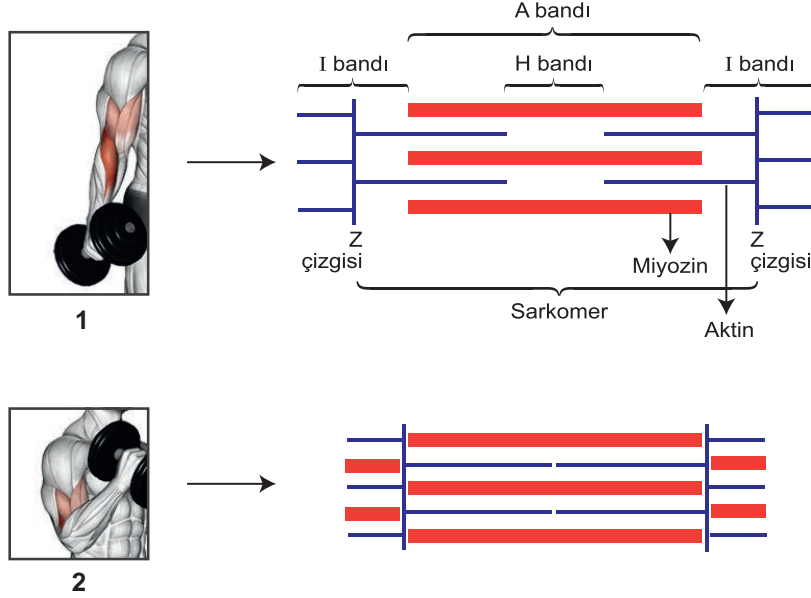 A bandı
I bandı
H bandı
I bandı
Z
çizgisi
Z
çizgisi
Miyozin
Sarkomer
Aktin
1
2